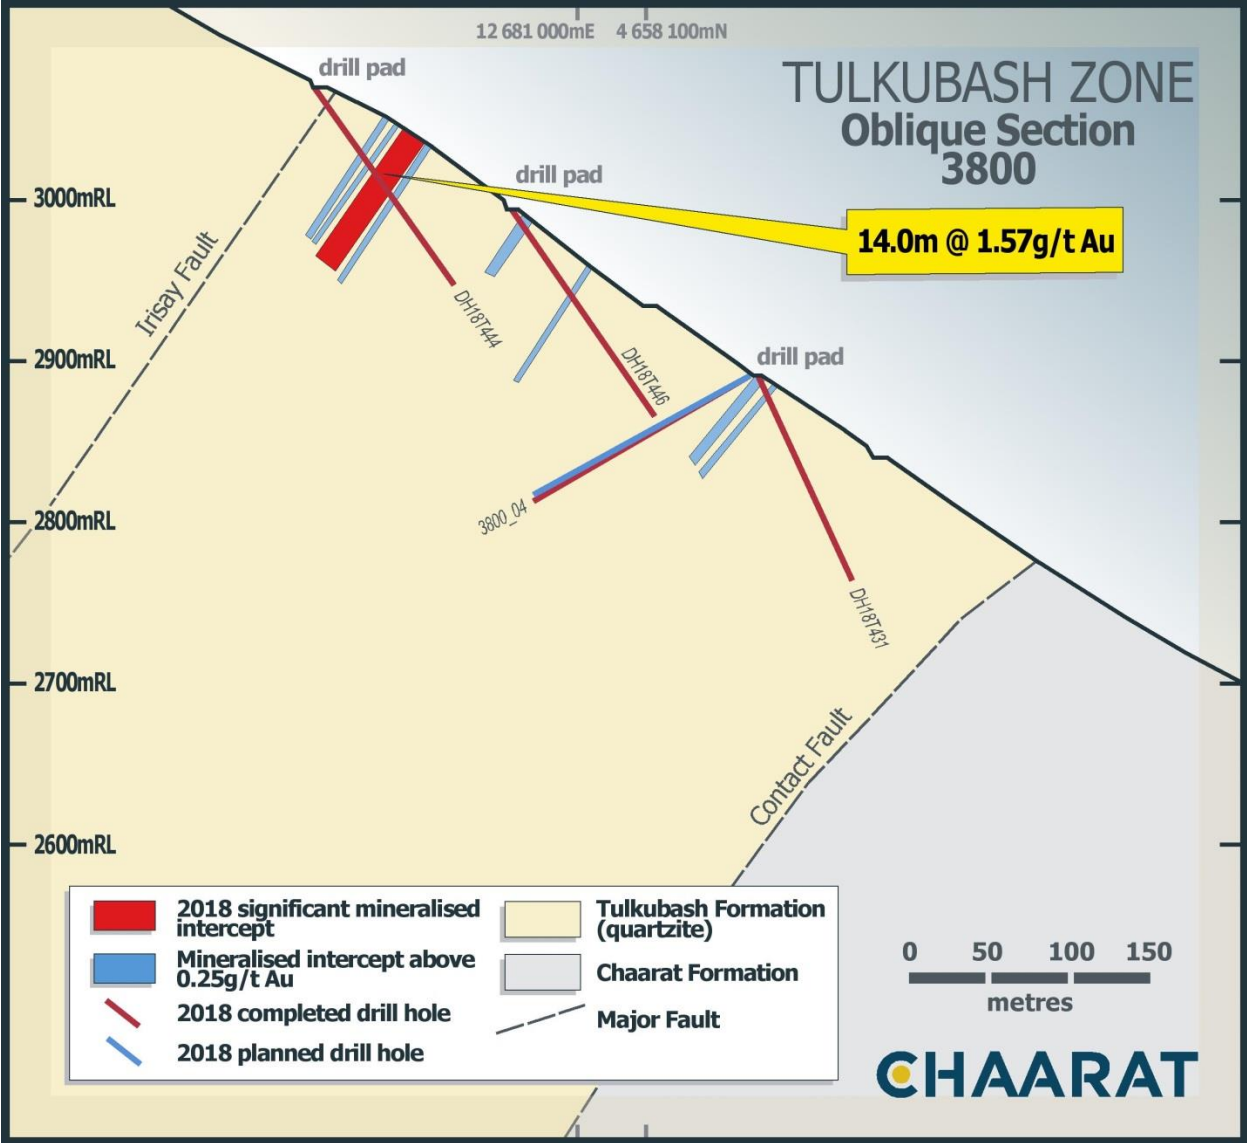 12 681 000mE 4 658 100mN
drill pad
TULKUBASH ZONE
Oblique Section
3800
drill pad
3000mRL
14.0m @ 1.57g/t Au
Irisay Fault
DH18T444
2900mRL
DH18T446
drill pad
3800_04
2800mRL
DH18T431
2700mRL
Contact Fault
2600mRL
2018 significant mineralised
intercept
Mineralised intercept above
0.25g/t Au
2018 completed drill hole
2018 planned drill hole
Tulkubash Formation
(quartzite)
Chaarat Formation
Major Fault
0 50 100 150
metres
CHAARAT